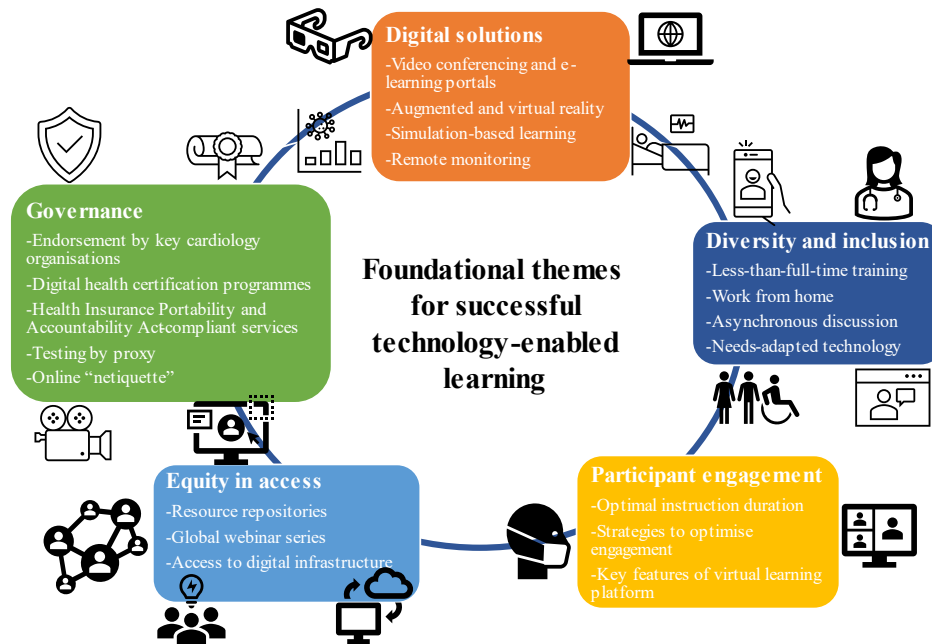 Digital solutions
-Video conferencing and e-
learning portals
-Augmented and virtual reality
-Simulation-based learning
-Remote monitoring
Governance
-Endorsement by key cardiology
organisations
-Digital health certification programmes
-Health Insurance Portability and
Accountability Act-compliant services
-Testing by proxy
-Online “netiquette”
Foundational themes
for successful
technology-enabled
learning
Diversity and inclusion
-Less-than-full-time training
-Work from home
-Asynchronous discussion
-Needs-adapted technology
Equity in access
-Resource repositories
-Global webinar series
-Access to digital infrastructure
Participant engagement
-Optimal instruction duration
-Strategies to optimise
engagement
-Key features of virtual learning
platform